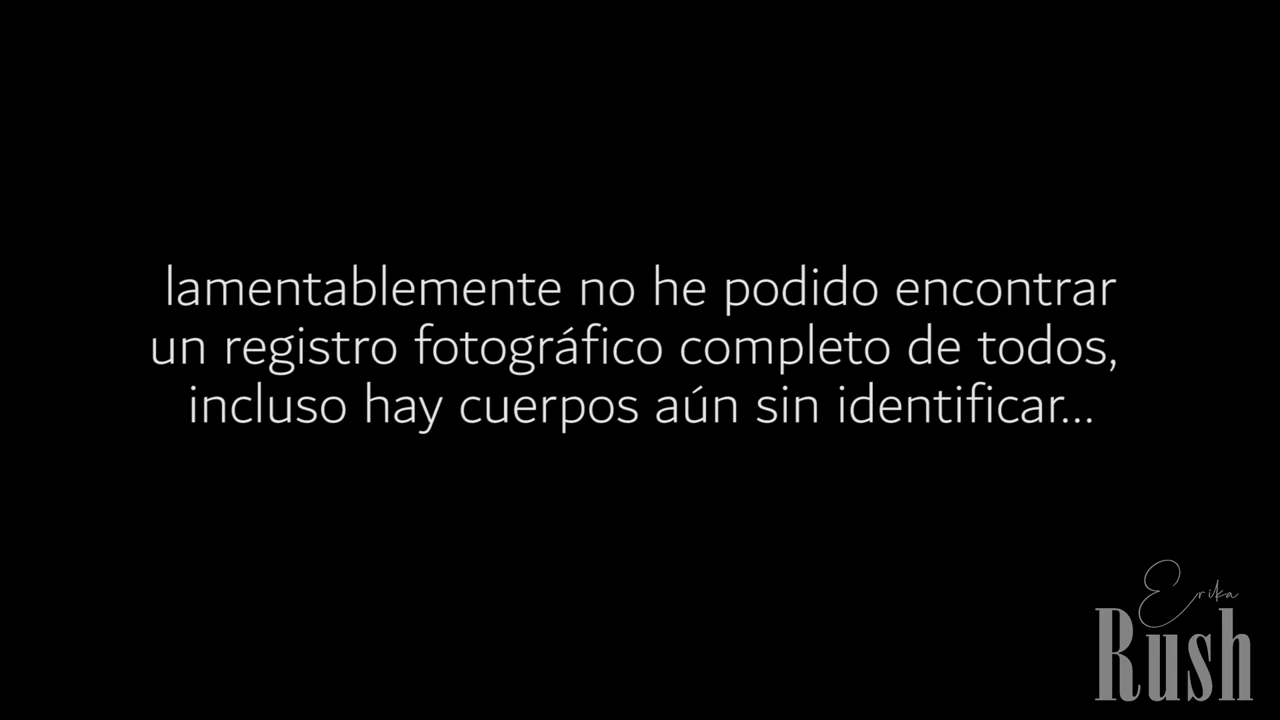 lamentablemente no he podido encontrar
un registro fotográfico completo de todos,
incluso hay cuerpos aún sin identificar...
Erika
Rush